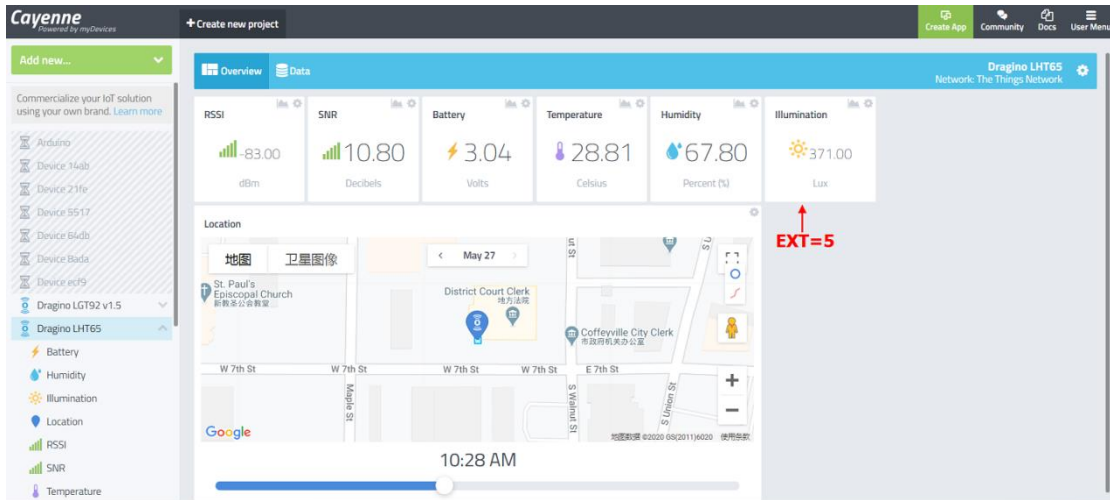 Cayenne
Powered by myDevices
+ Create new project
Create App
Community
Docs
User Menu
Add new...
Commercialize your IoT solution
using your own brand. Learn more
Arduino
Device 14ab
Device 21fe
Device 5517
Device 64db
Device 8ada
Device ecf9
Dragino LGT92 v1.5
Dragino LHT65
Battery
Humidity
Illumination
Location
RSSI
SNR
Temperature
Overview
Data
Dragino LHT65
Network: The Things Network
RSSI
-83.00
dBm
SNR
10.80
Decibels
Battery
3.04
Volts
Temperature
28.81
Celsius
Humidity
67.80
Percent (%)
Illumination
371.00
Lux
EXT=5
Location
地图
卫星图像
May 27
St. Paul's
Episcopal Church
District Court Clerk
地方法院
Coffeyville City Clerk
市政府机关办公室
W 7th St
W 7th St
W 7th St
W 7th St
E 7th St
Maple St
S Walnut St
S Union St
Google
地图数据 ©2020 GS(2011)6020
使用条款
10:28 AM